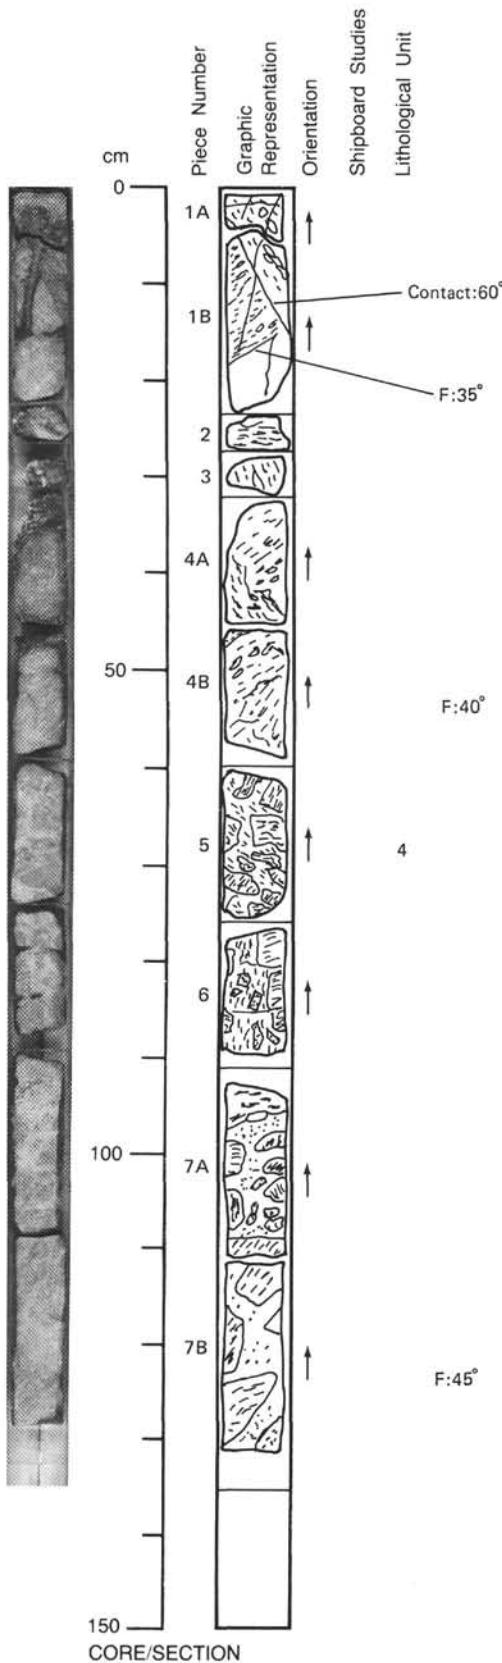 cm
Piece Number
Graphic
Representation
Orientation
Shipboard Studies
Lithological Unit
0
1A
Contact:60°
1B
F:35°
2
3
4A
50
4B
F:40°
5
4
6
100
7A
7B
F:45°
150
CORE/SECTION